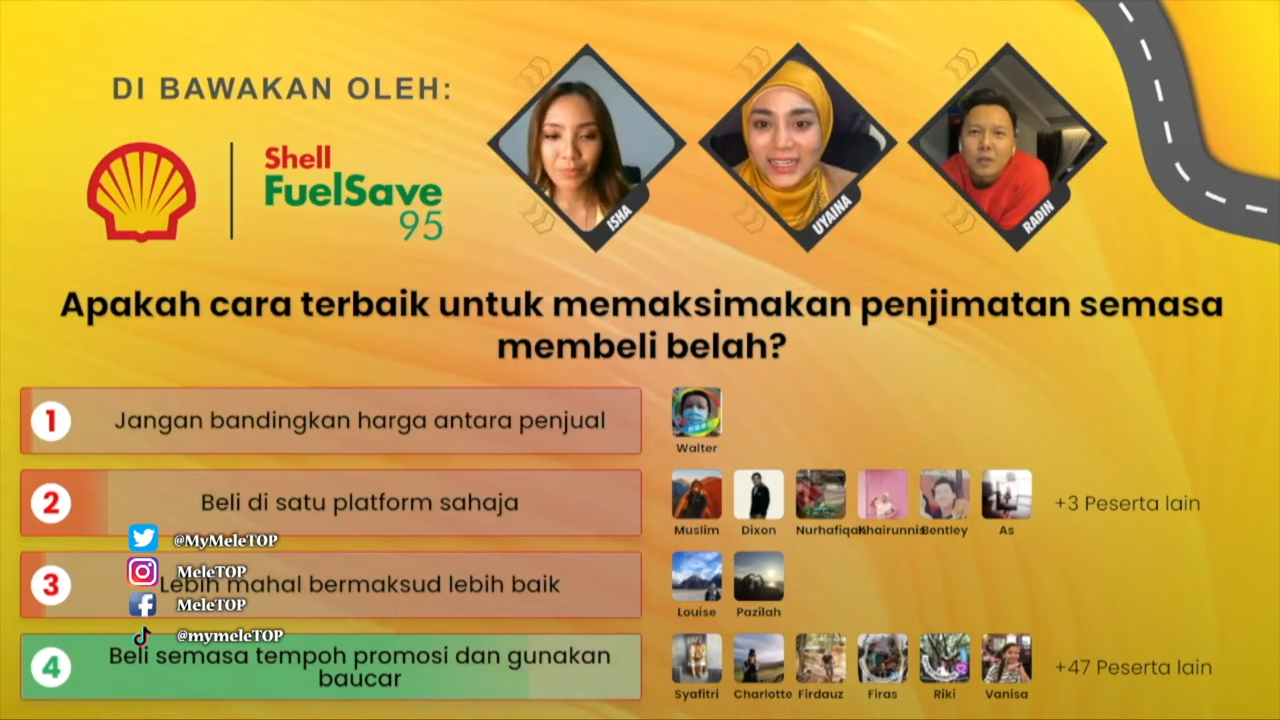 DI BAWAKAN OLEH:
Shell
FuelSave
95
ISHA
UYAINA
RADIN
Apakah cara terbaik untuk memaksimakan penjimatan semasa
membeli belah?
1
Jangan bandingkan harga antara penjual
Walter
2
Beli di satu platform sahaja
Muslim Dixon Nurhafiqah Khairunnis Bentley As
+3 Peserta lain
@MyMeleTOP
MeleTOP
3
Lebih mahal bermaksud lebih baik
Louise Pazilah
MeleTOP
@mymeleTOP
4
Beli semasa tempoh promosi dan gunakan
baucar
Syafitri Charlotte Firdauz Firas Riki Vanisa
+47 Peserta lain